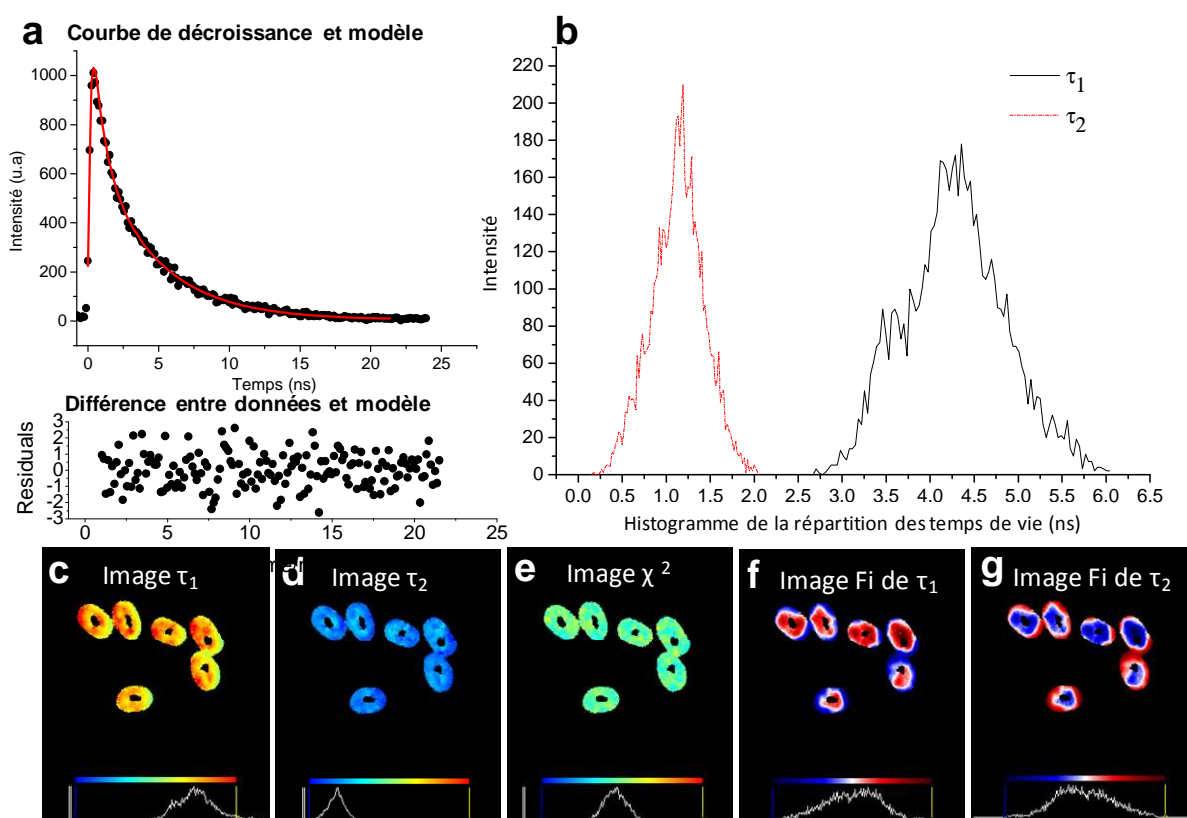 a Courbe de décroissance et modèle
1000
800
600
400
200
0
Intensité (u.a)
0 5 10 15 20 25
Temps (ns)
Différence entre données et modèle
3
2
1
0
-1
-2
-3
Residuals
0 5 10 15 20 25
b
220
200
180
160
140
120
100
80
60
40
20
0
Intensité
τ1
τ2
0.0 0.5 1.0 1.5 2.0 2.5 3.0 3.5 4.0 4.5 5.0 5.5 6.0 6.5
Histogramme de la répartition des temps de vie (ns)
c Image τ1
d Image τ2
e Image χ ²
f Image Fi de τ1
g Image Fi de τ2